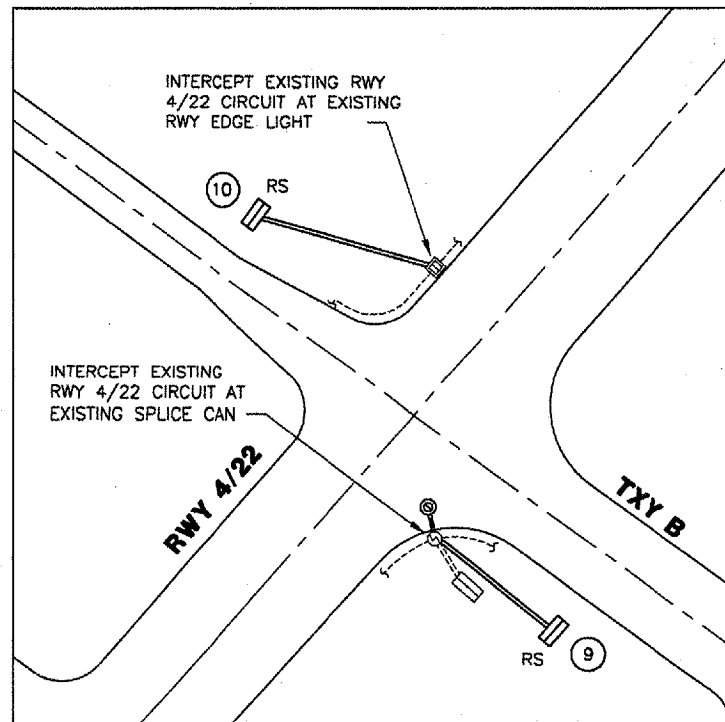 INTERCEPT EXISTING RWY
4/22 CIRCUIT AT EXISTING
RWY EDGE LIGHT
10 RS
INTERCEPT EXISTING
RWY 4/22 CIRCUIT AT
EXISTING SPLICE CAN
RWY 4/22
TXY B
RS 9